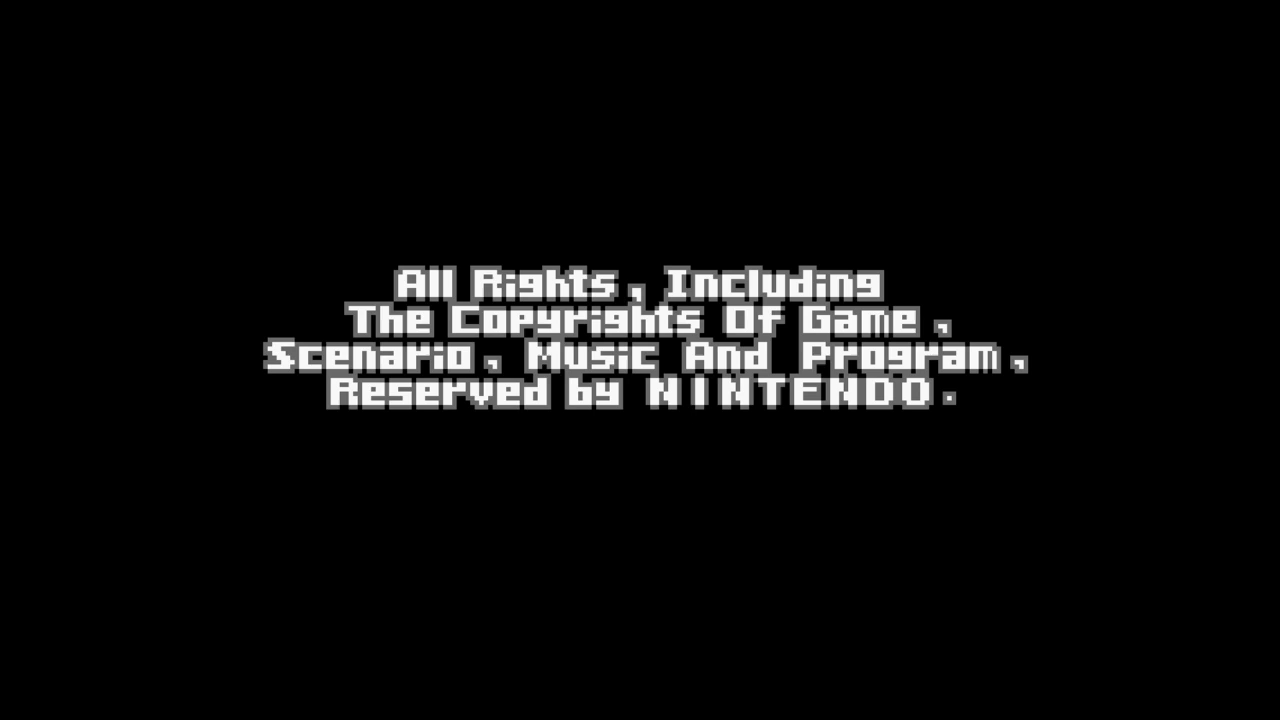 All Rights, Including
The Copyrights Of Game,
Scenario, Music And Program,
Reserved by NINTENDO.